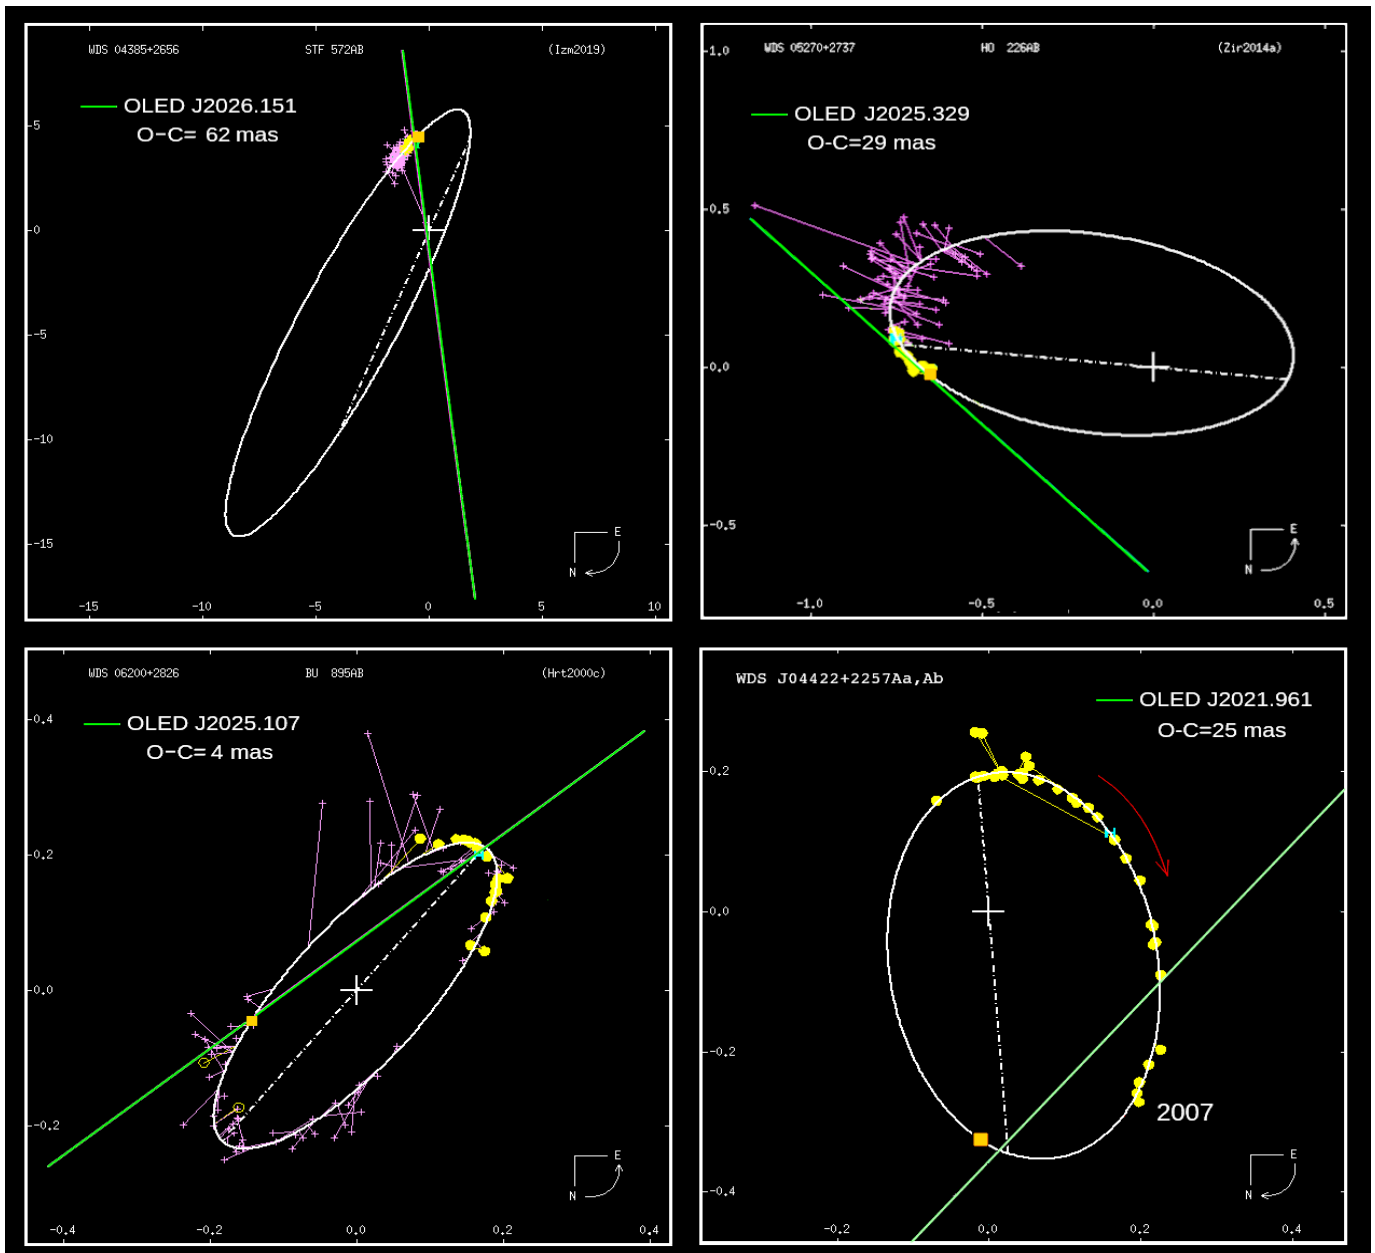 WDS 04385+2656 STF 572AB (Izm2019)
OLED J2026.151
O−C= 62 mas
5
0
-5
-10
-15
-15 -10 -5 0 5 10
E
N
WDS 05270+2737 HO 226AB (Zir2014a)
OLED J2025.329
O-C=29 mas
1.0
0.5
0.0
-0.5
-1.0 -0.5 0.0 0.5
E
N
WDS 06200+2826 BU 895AB (Hrt2000c)
OLED J2025.107
O−C= 4 mas
0.4
0.2
0.0
-0.2
-0.4 -0.2 0.0 0.2 0.4
E
N
WDS J04422+2257Aa,Ab
OLED J2021.961
O-C=25 mas
0.2
0.0
-0.2
-0.4
2007
-0.2 0.0 0.2 0.4
E
N